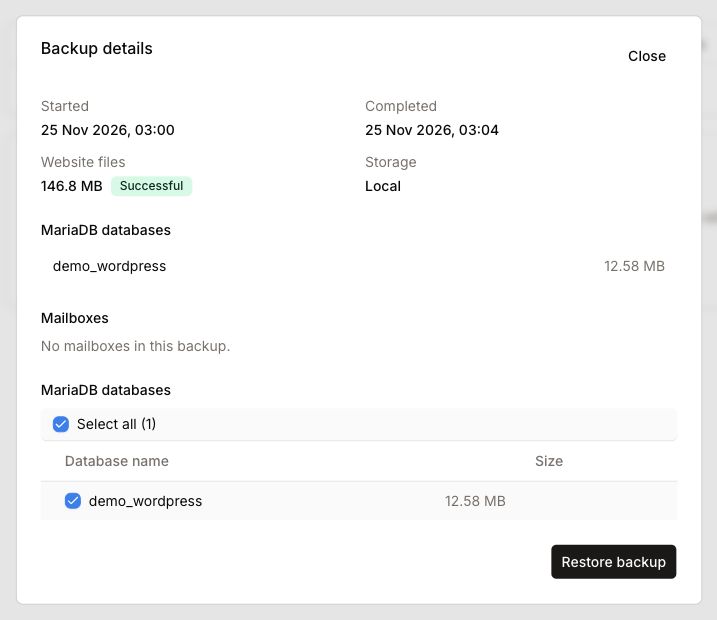 Backup details
Close
Started
Completed
25 Nov 2026, 03:00
25 Nov 2026, 03:04
Website files
Storage
146.8 MB Successful
Local
MariaDB databases
demo_wordpress 12.58 MB
Mailboxes
No mailboxes in this backup.
MariaDB databases
Select all (1)
Database name Size
demo_wordpress 12.58 MB
Restore backup